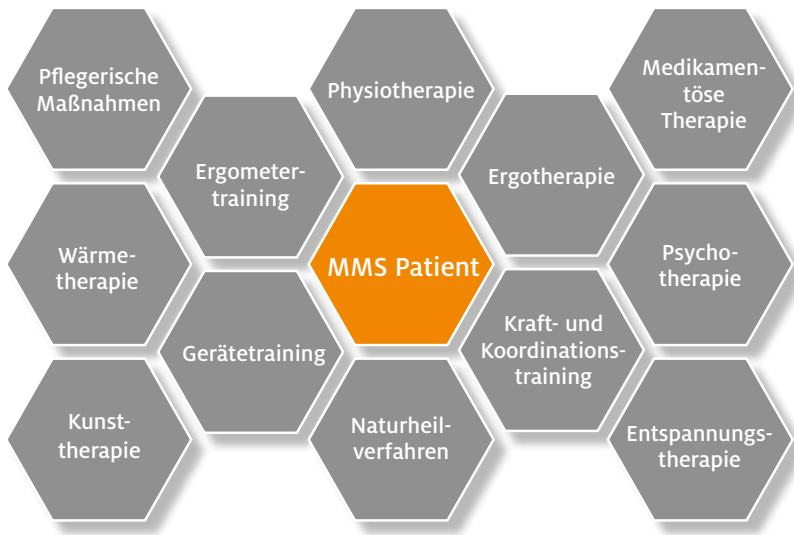 Pflegerische
Maßnahmen
Physiotherapie
Medikamen-
töse
Therapie
Ergometer-
training
Ergotherapie
Wärme-
therapie
MMS Patient
Psycho-
therapie
Gerätetraining
Kraft- und
Koordinations-
training
Kunst-
therapie
Naturheil-
verfahren
Entspannungs-
therapie